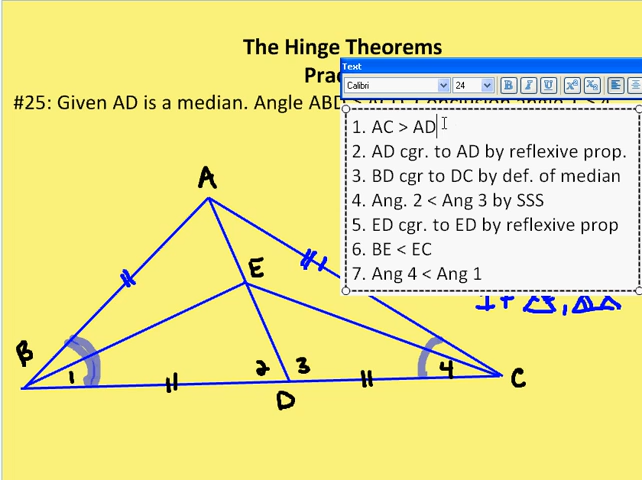 The Hinge Theorems
Prac
Text
#25: Given AD is a median. Angle ABD
Calibri 24 B I U
1. AC > AD
2. AD cgr. to AD by reflexive prop.
3. BD cgr to DC by def. of median
4. Ang. 2 < Ang 3 by SSS
5. ED cgr. to ED by reflexive prop
6. BE < EC
7. Ang 4 < Ang 1
A
E
B
1 2 3 4
C
D